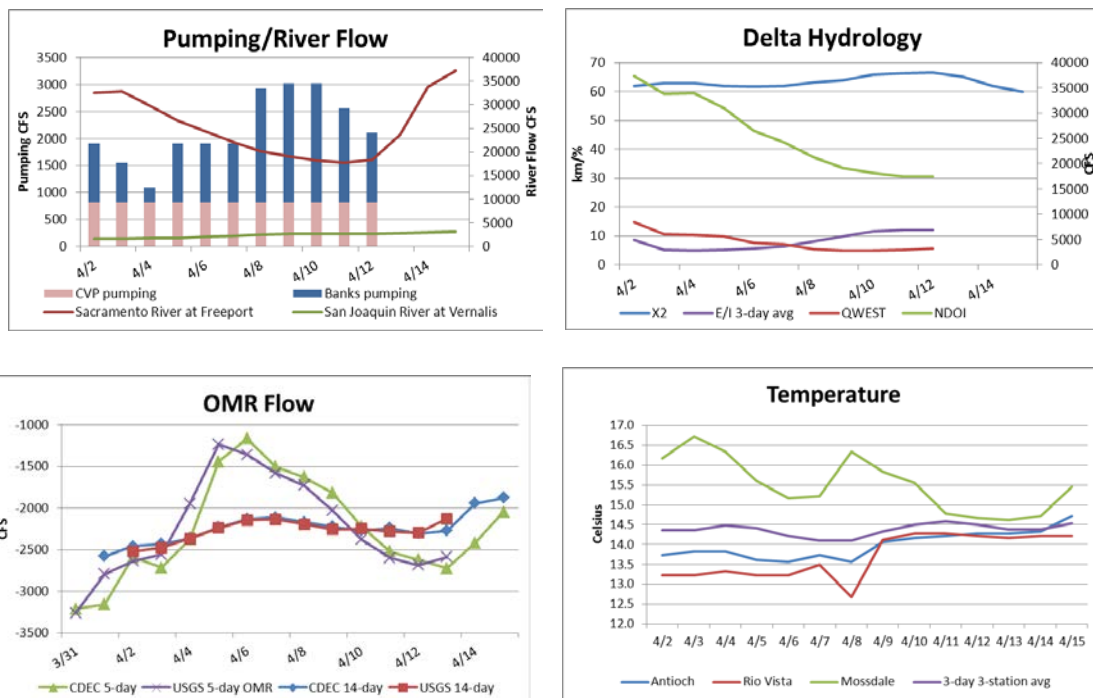 Pumping/River Flow
3500
3000
2500
2000
1500
1000
500
0
Pumping CFS
40000
35000
30000
25000
20000
15000
10000
5000
0
River Flow CFS
4/2
4/4
4/6
4/8
4/10
4/12
4/14
CVP pumping
Banks pumping
Sacramento River at Freeport
San Joaquin River at Vernalis
Delta Hydrology
70
60
50
40
30
20
10
0
km/%
40000
35000
30000
25000
20000
15000
10000
5000
0
CFS
4/2
4/4
4/6
4/8
4/10
4/12
4/14
X2
E/I 3-day avg
QWEST
NDOI
OMR Flow
-1000
-1500
-2000
-2500
-3000
-3500
CFS
3/31
4/2
4/4
4/6
4/8
4/10
4/12
4/14
CDEC 5-day
USGS 5-day OMR
CDEC 14-day
USGS 14-day
Temperature
17.0
16.5
16.0
15.5
15.0
14.5
14.0
13.5
13.0
12.5
12.0
Celsius
4/2 4/3 4/4 4/5 4/6 4/7 4/8 4/9 4/10 4/11 4/12 4/13 4/14 4/15
Antioch
Rio Vista
Mossdale
3-day 3-station avg